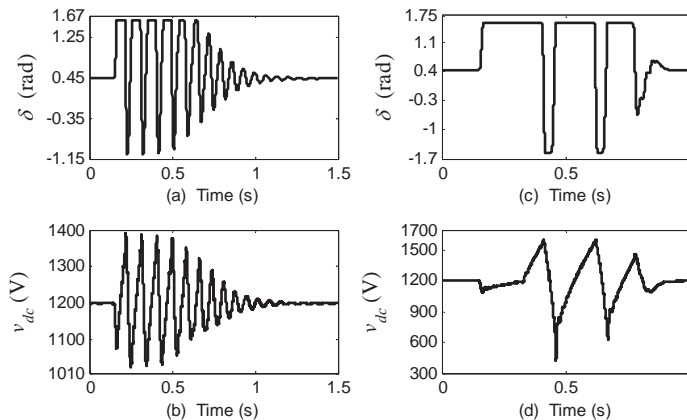 1.67
1.25
0.45
-0.35
-1.15
δ (rad)
0 0.5 1 1.5
(a) Time (s)
1.75
1.1
0.4
-0.3
-1
-1.7
δ (rad)
0 0.5
(c) Time (s)
1400
1300
1200
1100
1010
v_dc (V)
0 0.5 1 1.5
(b) Time (s)
1700
1500
1200
900
600
300
v_dc (V)
0 0.5
(d) Time (s)